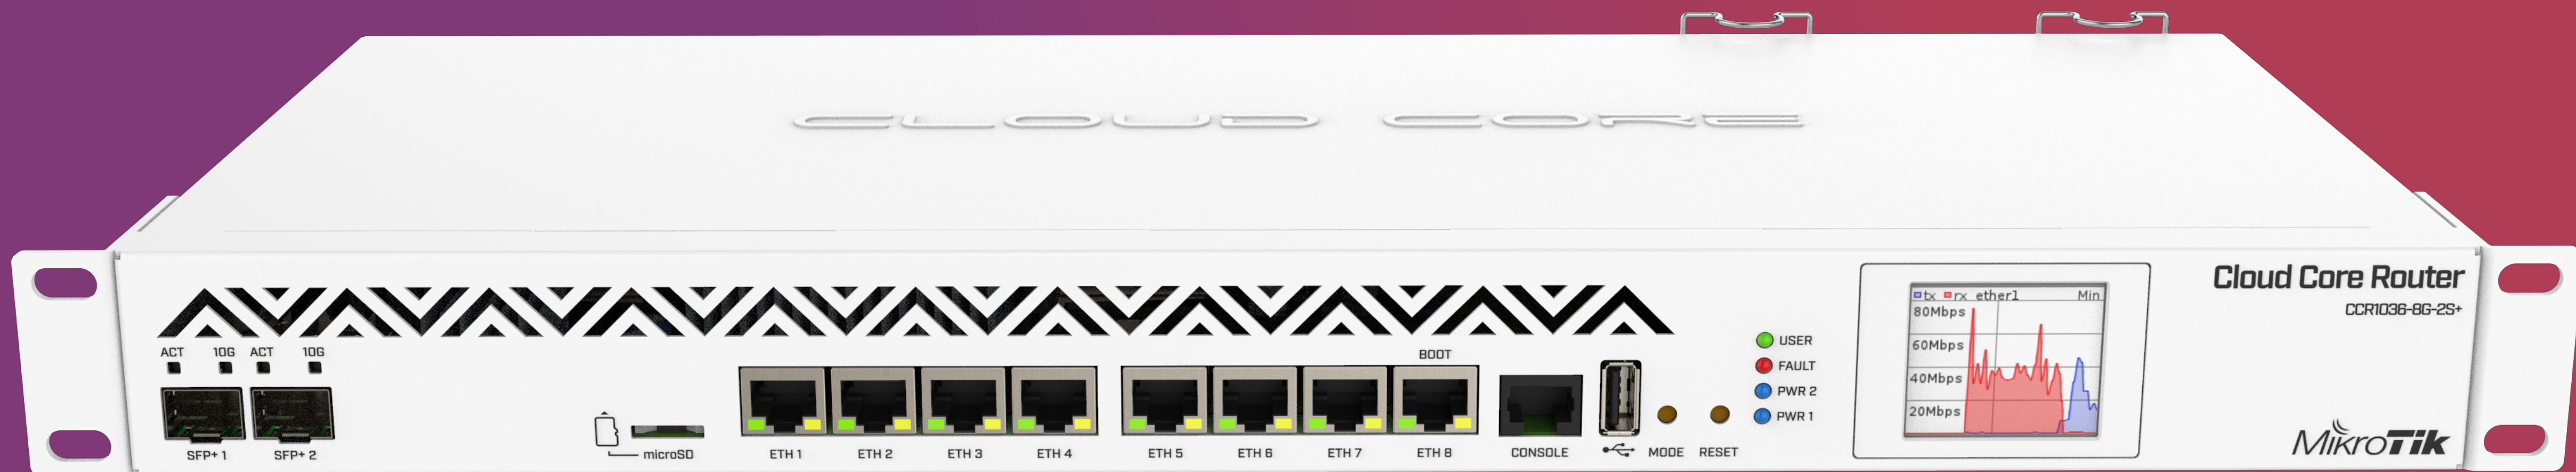 CLOUD CORE
Cloud Core Router
CCR1036-8G-2S+
ACT 10G ACT 10G
SFP+ 1 SFP+ 2
microSD
BOOT
ETH 1 ETH 2 ETH 3 ETH 4 ETH 5 ETH 6 ETH 7 ETH 8
CONSOLE
MODE RESET
USER
FAULT
PWR 2
PWR 1
tx rx ether1 Min
80Mbps
60Mbps
40Mbps
20Mbps
MikroTik